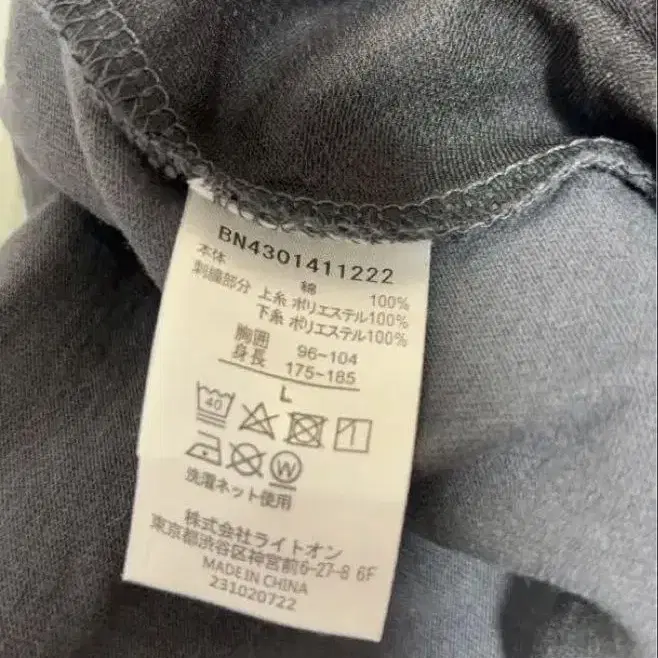 BN4301411222
本体 綿 100%
刺繍部分 上糸 ポリエステル100%
下糸 ポリエステル100%
胸囲 96-104
身長 175-185
L
40
W
洗濯ネット使用
株式会社ライトオン
東京都渋谷区神宮前6-27-8 6F
MADE IN CHINA
231020722